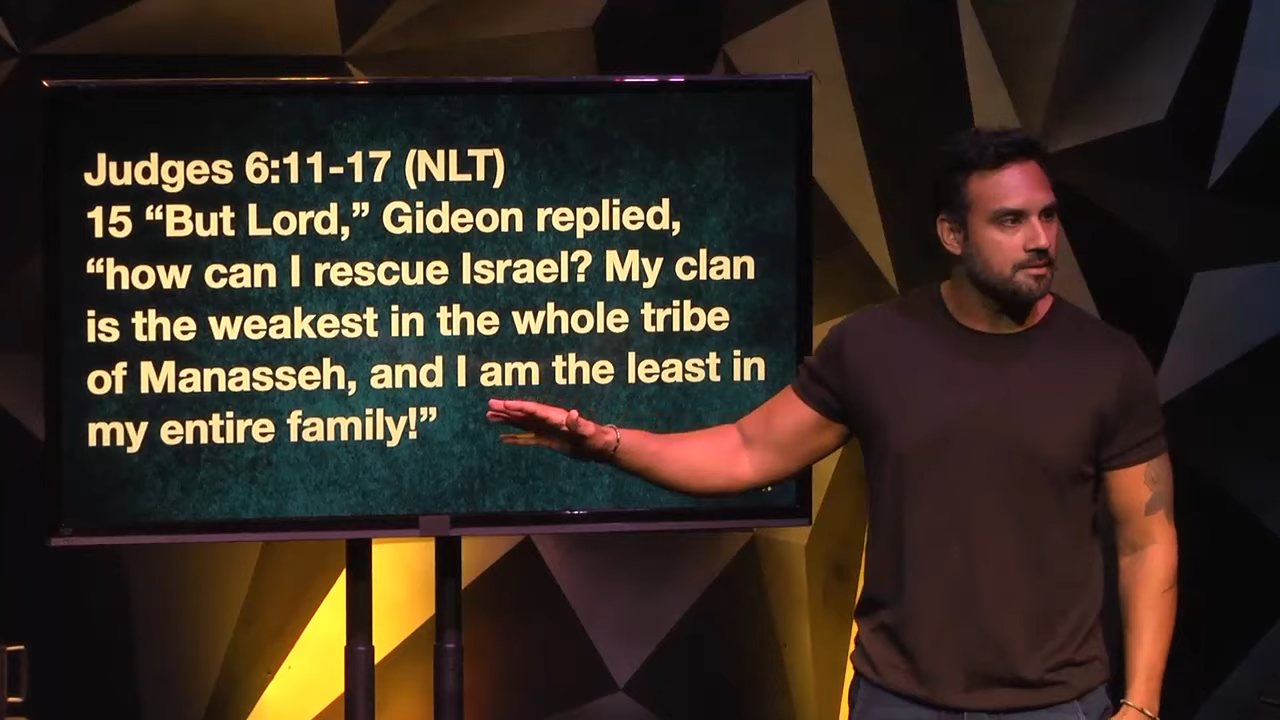 Judges 6:11-17 (NLT)
15 “But Lord,” Gideon replied,
“how can I rescue Israel? My clan
is the weakest in the whole tribe
of Manasseh, and I am the least in
my entire family!”